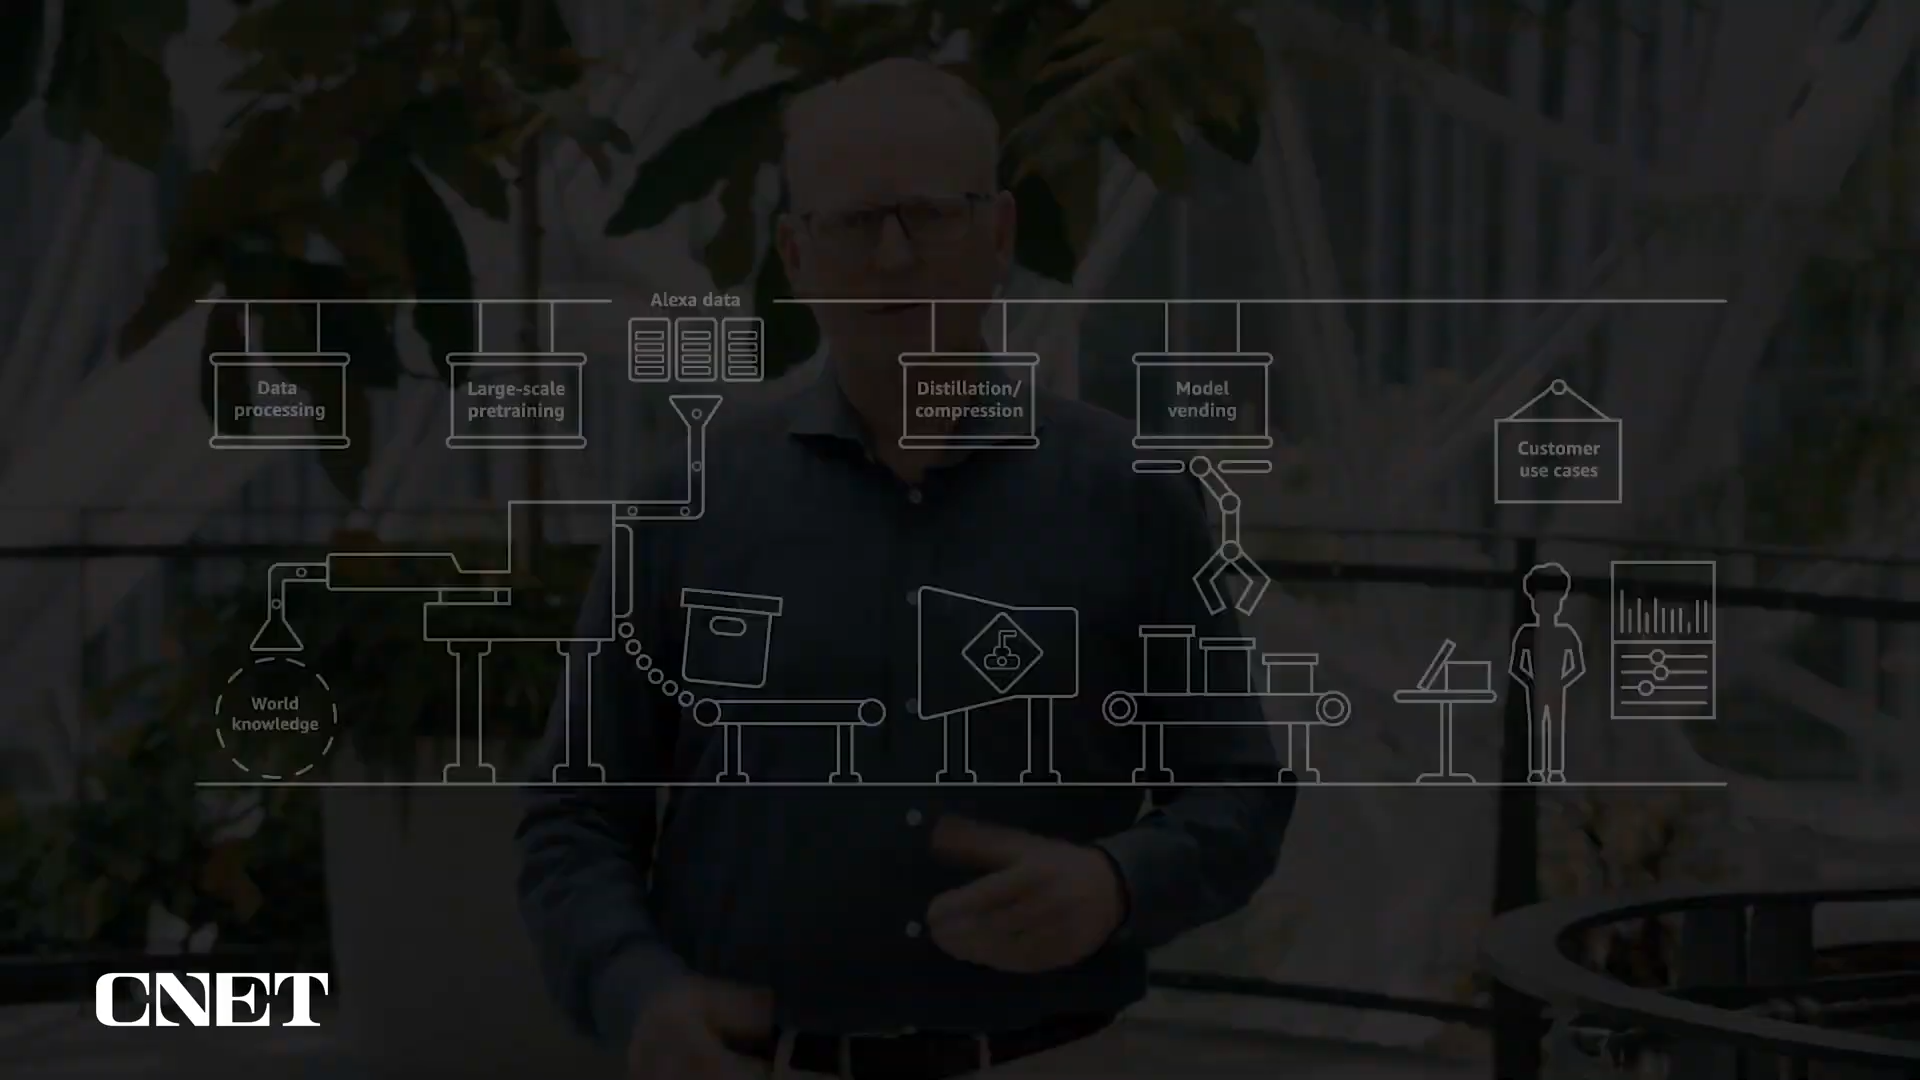 Alexa data
Data
processing
Large-scale
pretraining
Distillation/
compression
Model
vending
Customer
use cases
World
knowledge
CNET